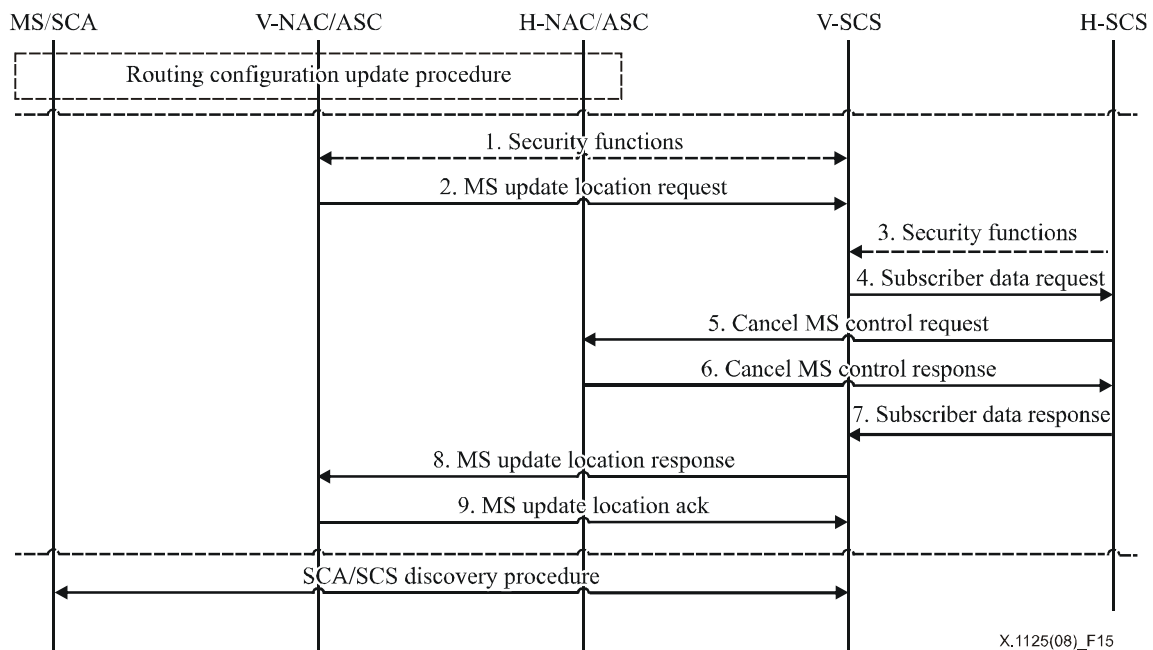 MS/SCA V-NAC/ASC H-NAC/ASC V-SCS H-SCS
Routing configuration update procedure
1. Security functions
2. MS update location request
3. Security functions
4. Subscriber data request
5. Cancel MS control request
6. Cancel MS control response
7. Subscriber data response
8. MS update location response
9. MS update location ack
SCA/SCS discovery procedure
X.1125(08)_F15